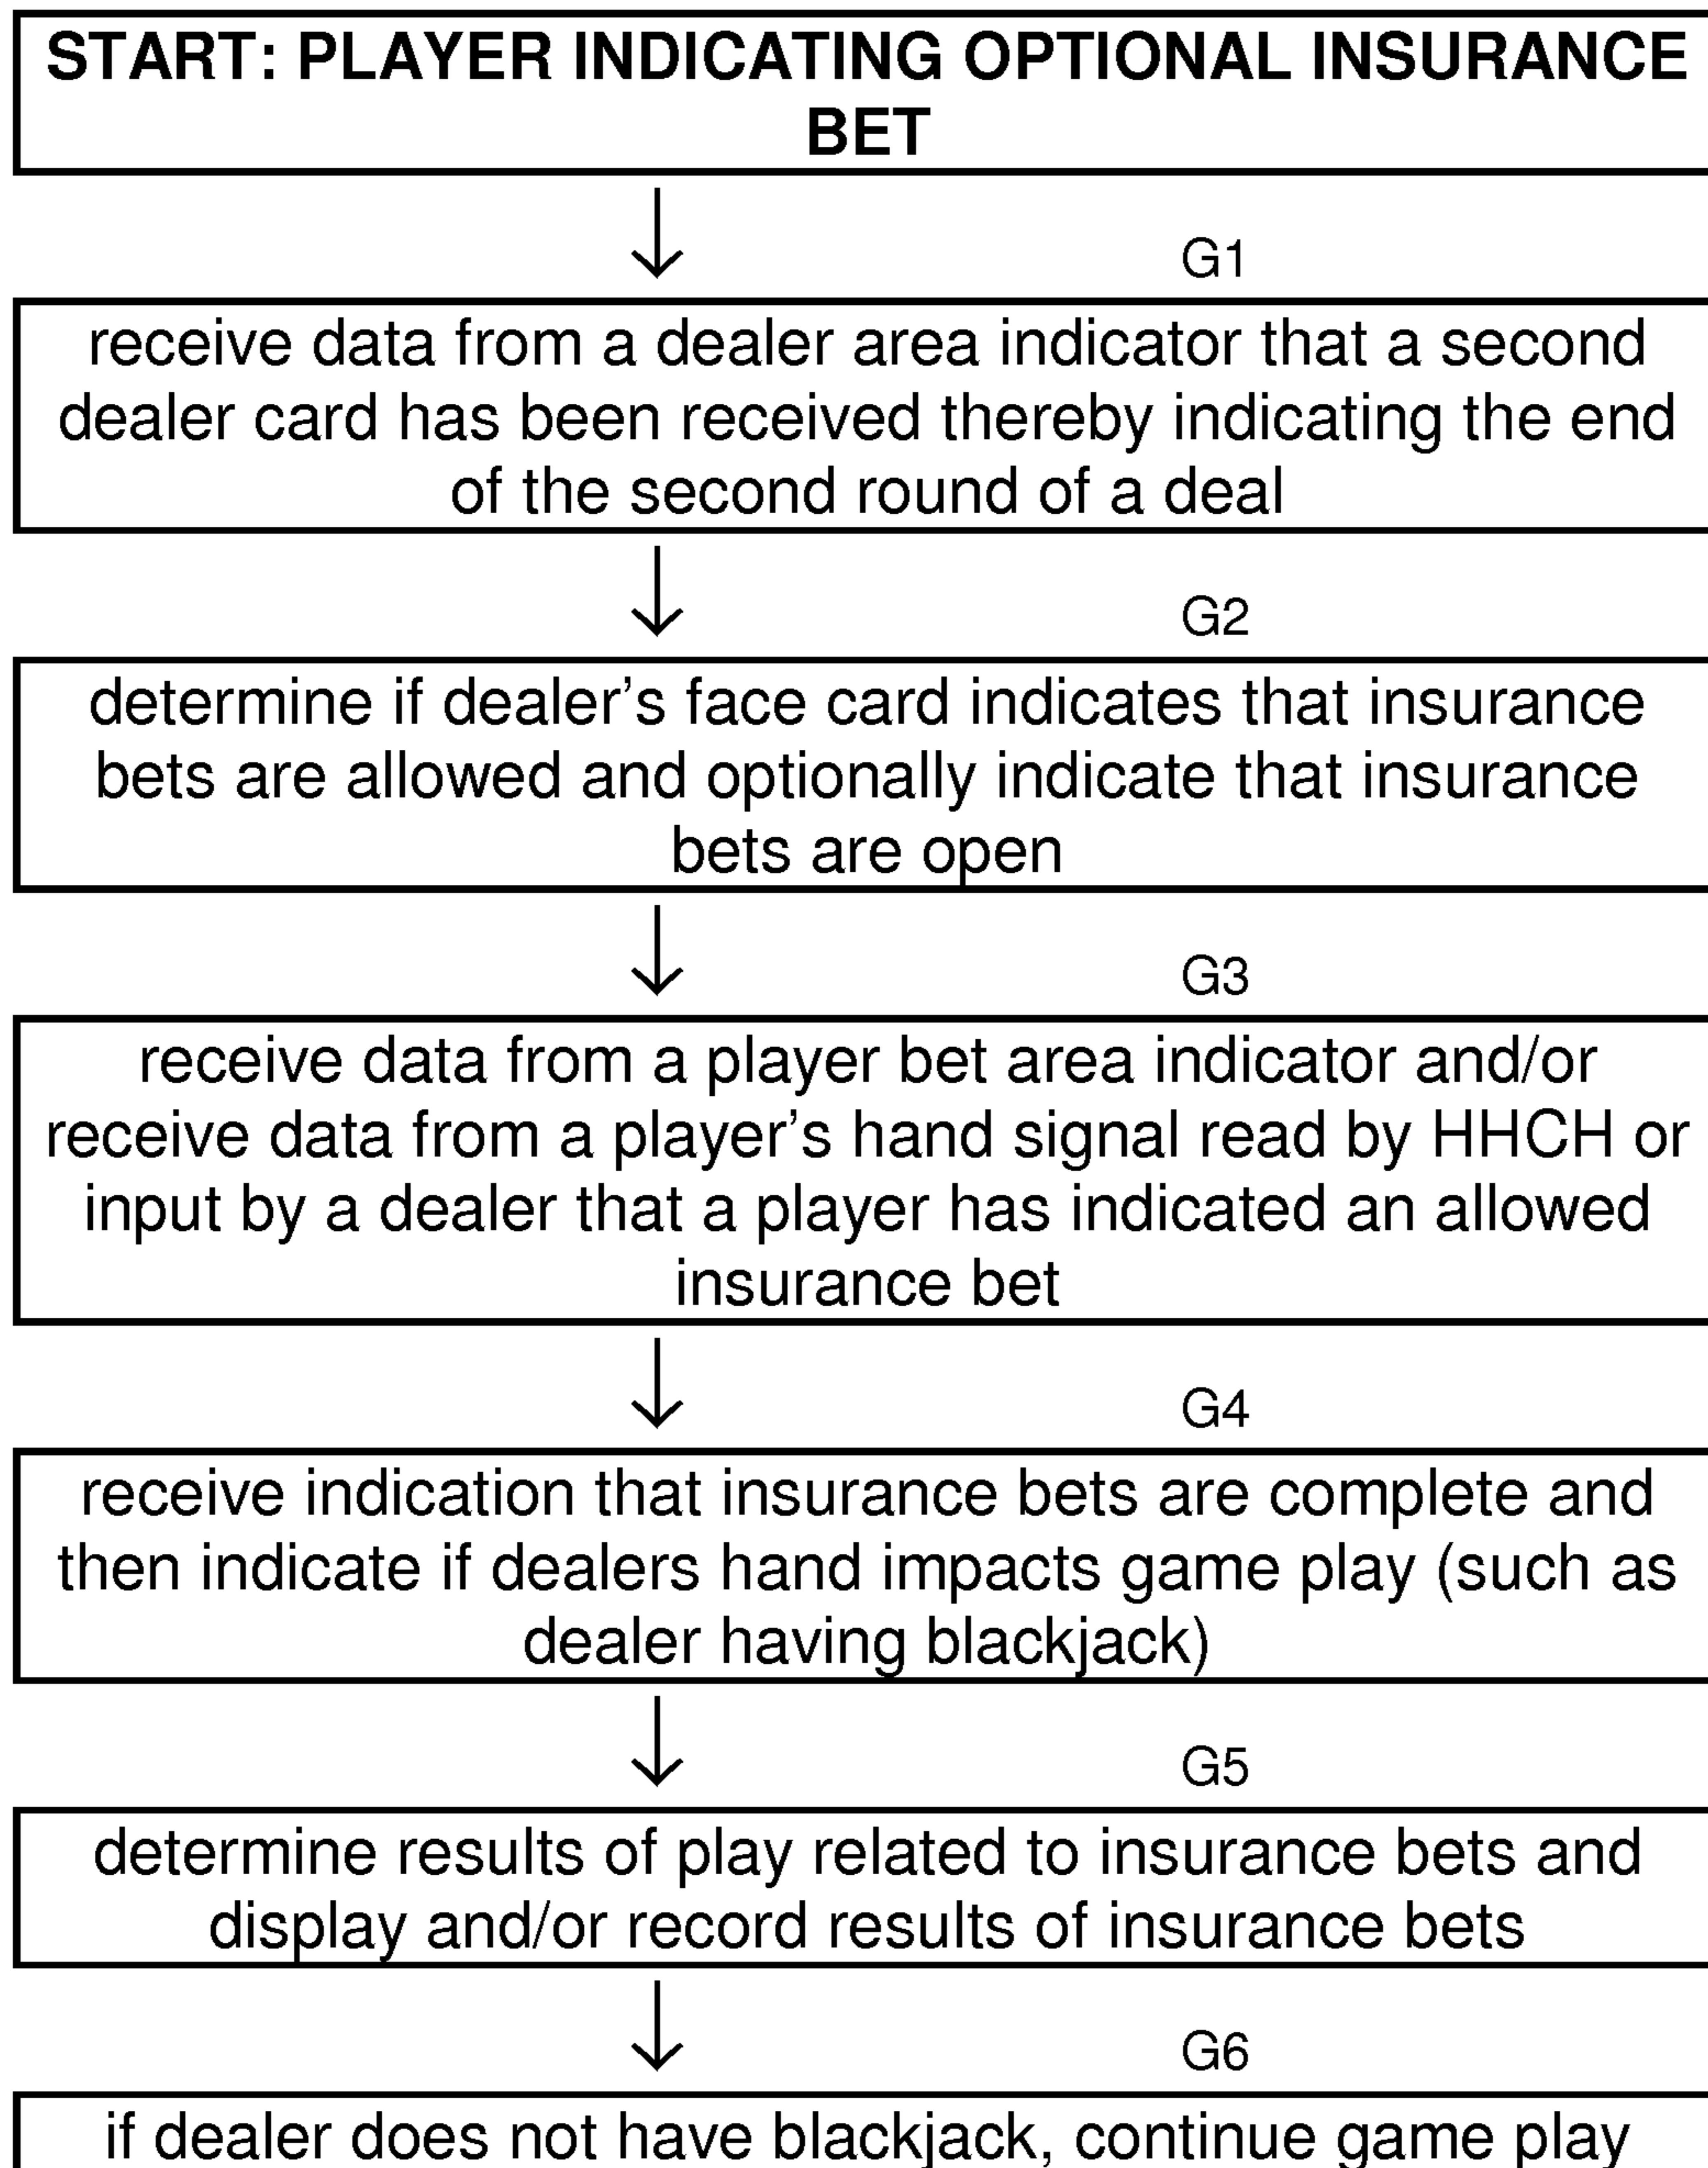 START: PLAYER INDICATING OPTIONAL INSURANCE
BET
G1
receive data from a dealer area indicator that a second
dealer card has been received thereby indicating the end
of the second round of a deal
G2
determine if dealer’s face card indicates that insurance
bets are allowed and optionally indicate that insurance
bets are open
G3
receive data from a player bet area indicator and/or
receive data from a player’s hand signal read by HHCH or
input by a dealer that a player has indicated an allowed
insurance bet
G4
receive indication that insurance bets are complete and
then indicate if dealers hand impacts game play (such as
dealer having blackjack)
G5
determine results of play related to insurance bets and
display and/or record results of insurance bets
G6
if dealer does not have blackjack, continue game play